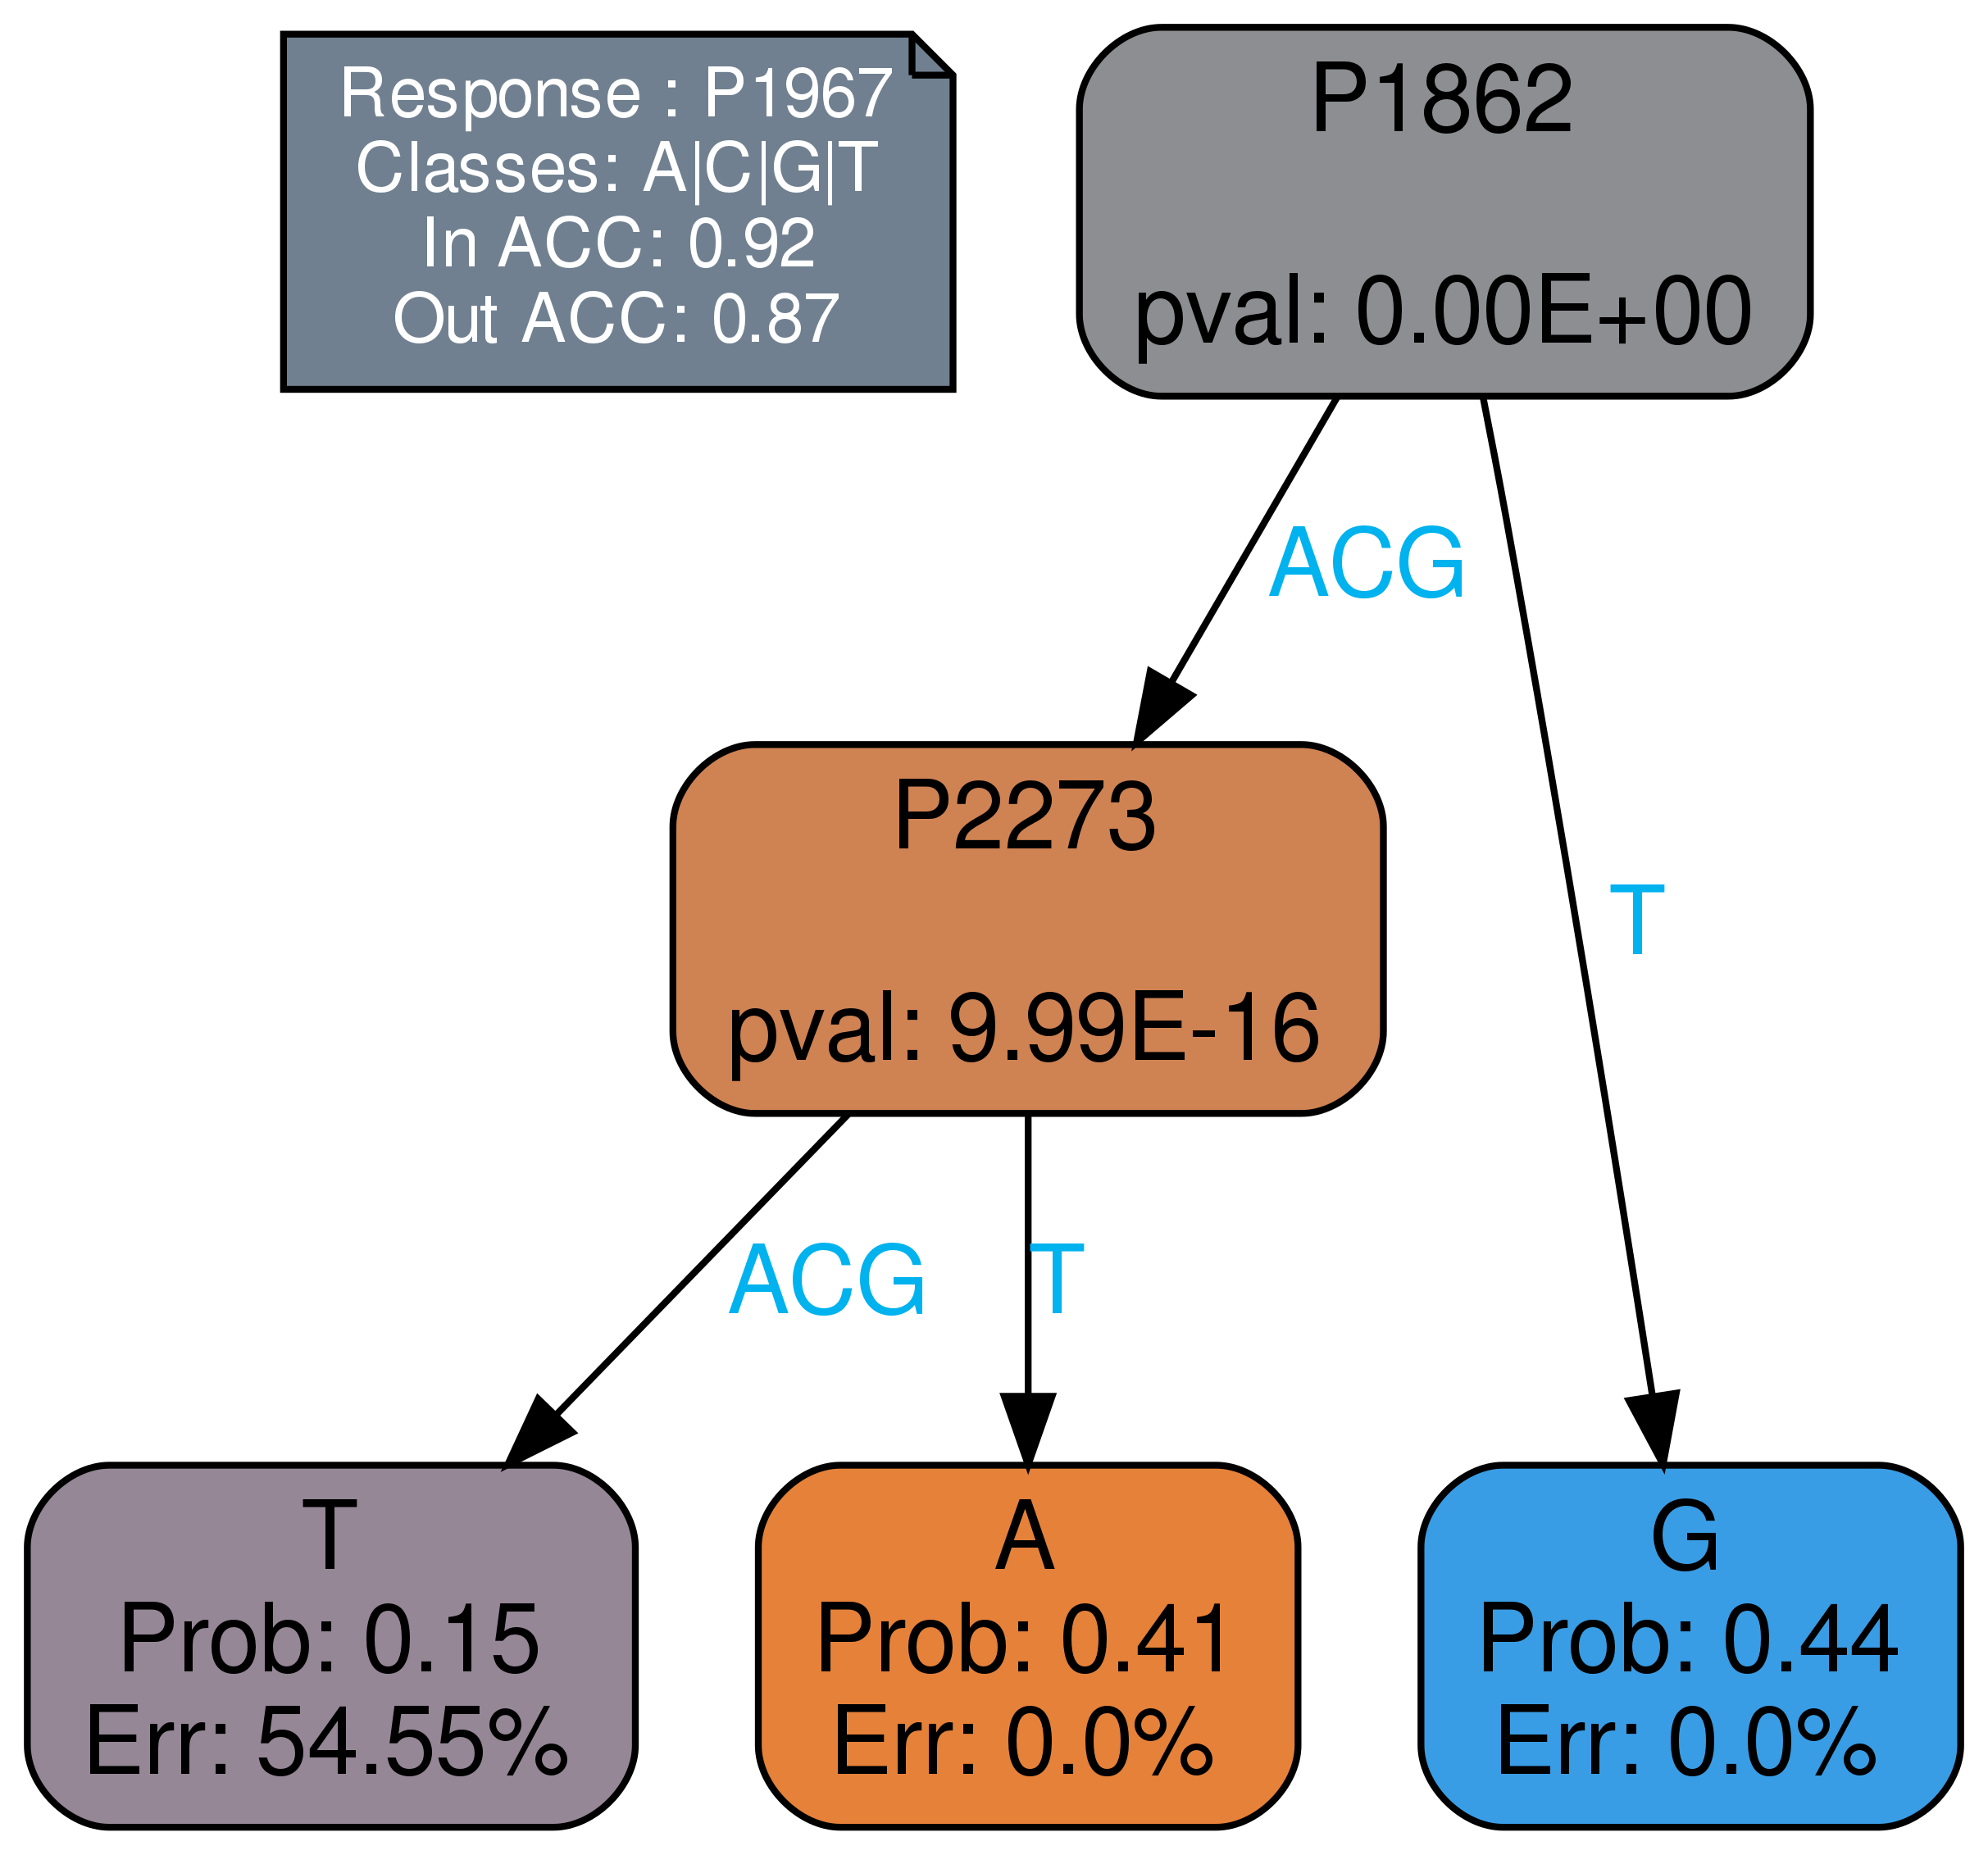 Response : P1967
Classes: A|C|G|T
In ACC: 0.92
Out ACC: 0.87
P1862
pval: 0.00E+00
ACG
T
P2273
pval: 9.99E-16
ACG
T
T
Prob: 0.15
Err: 54.55%
A
Prob: 0.41
Err: 0.0%
G
Prob: 0.44
Err: 0.0%